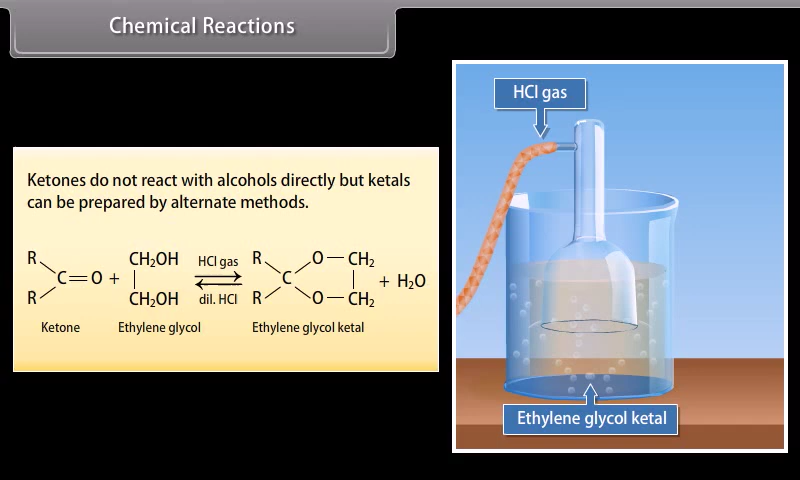 Chemical Reactions
HCl gas
Ketones do not react with alcohols directly but ketals
can be prepared by alternate methods.
R CH₂OH HCl gas R O — CH₂
C=O + | ⇌ C | + H₂O
R CH₂OH dil. HCl R O — CH₂
Ketone Ethylene glycol Ethylene glycol ketal
Ethylene glycol ketal